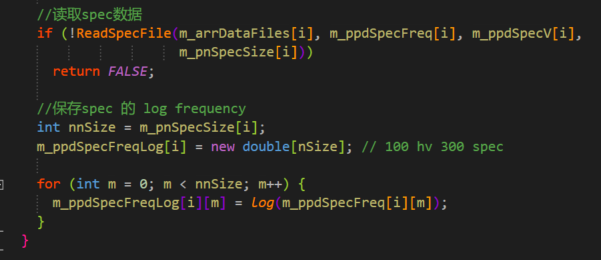 //读取spec数据
if (!ReadSpecFile(m_arrDataFiles[i], m_ppdSpecFreq[i], m_ppdSpecV[i],
m_pnSpecSize[i]))
return FALSE;
//保存spec 的 log frequency
int nnSize = m_pnSpecSize[i];
m_ppdSpecFreqLog[i] = new double[nSize]; // 100 hv 300 spec
for (int m = 0; m < nnSize; m++) {
m_ppdSpecFreqLog[i][m] = log(m_ppdSpecFreq[i][m]);
}
}